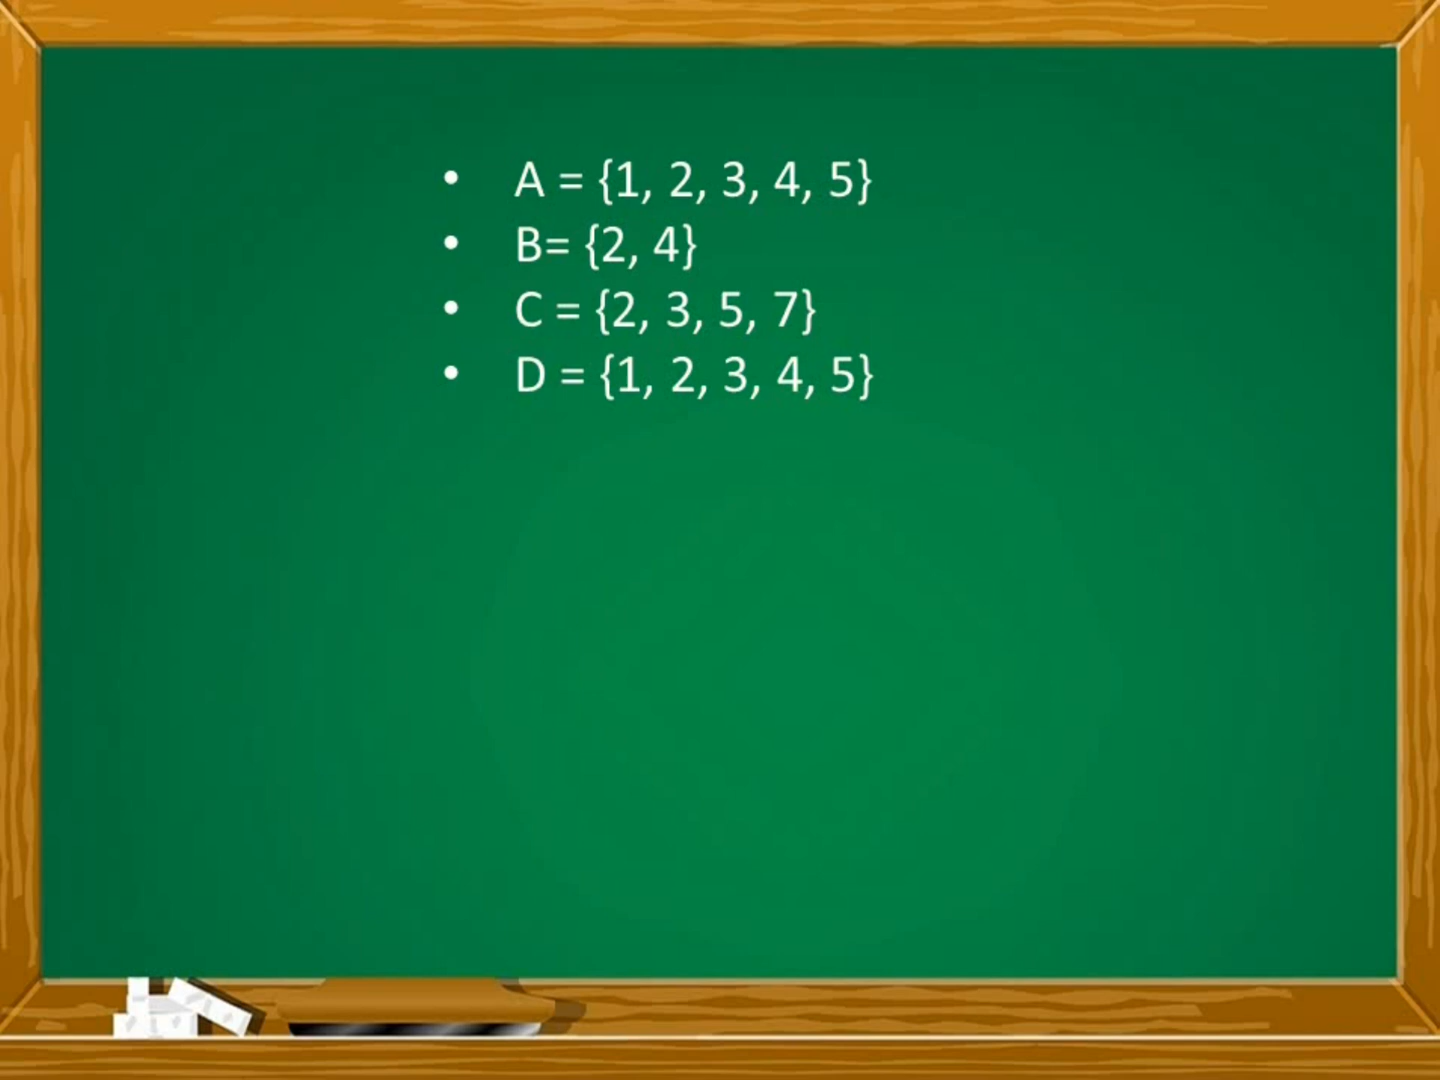 • A = {1, 2, 3, 4, 5}
• B= {2, 4}
• C = {2, 3, 5, 7}
• D = {1, 2, 3, 4, 5}